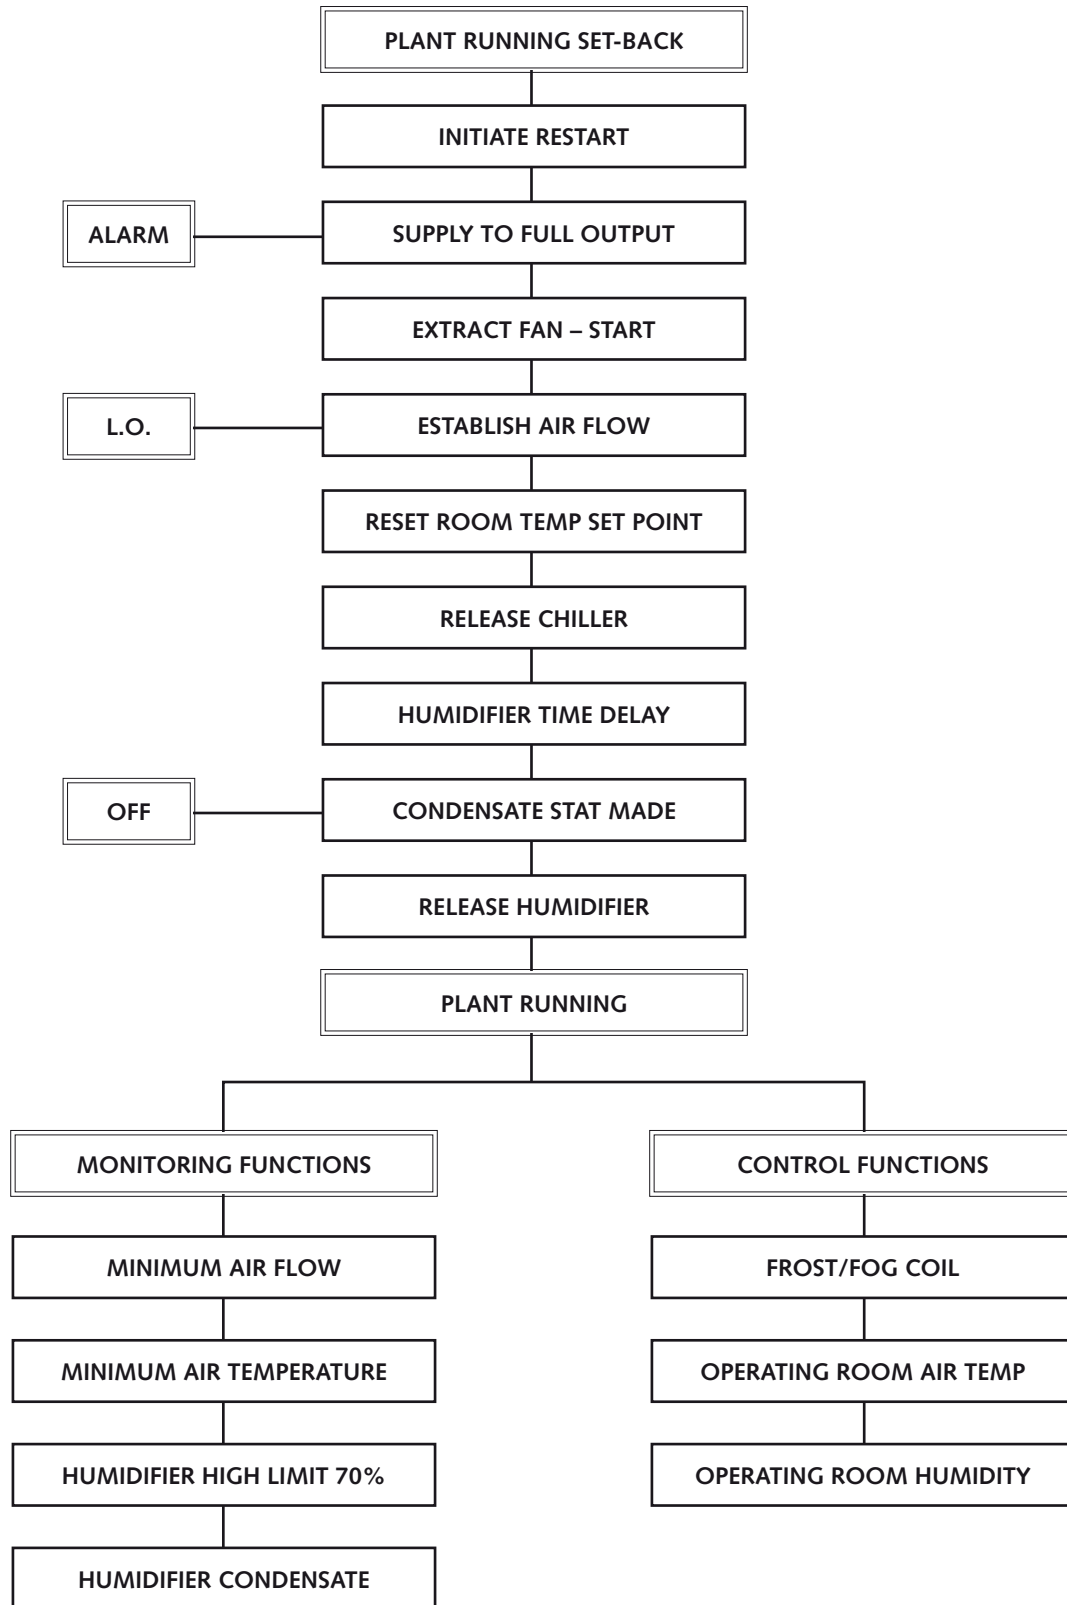 PLANT RUNNING SET-BACK
INITIATE RESTART
ALARM
SUPPLY TO FULL OUTPUT
EXTRACT FAN – START
L.O.
ESTABLISH AIR FLOW
RESET ROOM TEMP SET POINT
RELEASE CHILLER
HUMIDIFIER TIME DELAY
OFF
CONDENSATE STAT MADE
RELEASE HUMIDIFIER
PLANT RUNNING
MONITORING FUNCTIONS
MINIMUM AIR FLOW
MINIMUM AIR TEMPERATURE
HUMIDIFIER HIGH LIMIT 70%
HUMIDIFIER CONDENSATE
CONTROL FUNCTIONS
FROST/FOG COIL
OPERATING ROOM AIR TEMP
OPERATING ROOM HUMIDITY